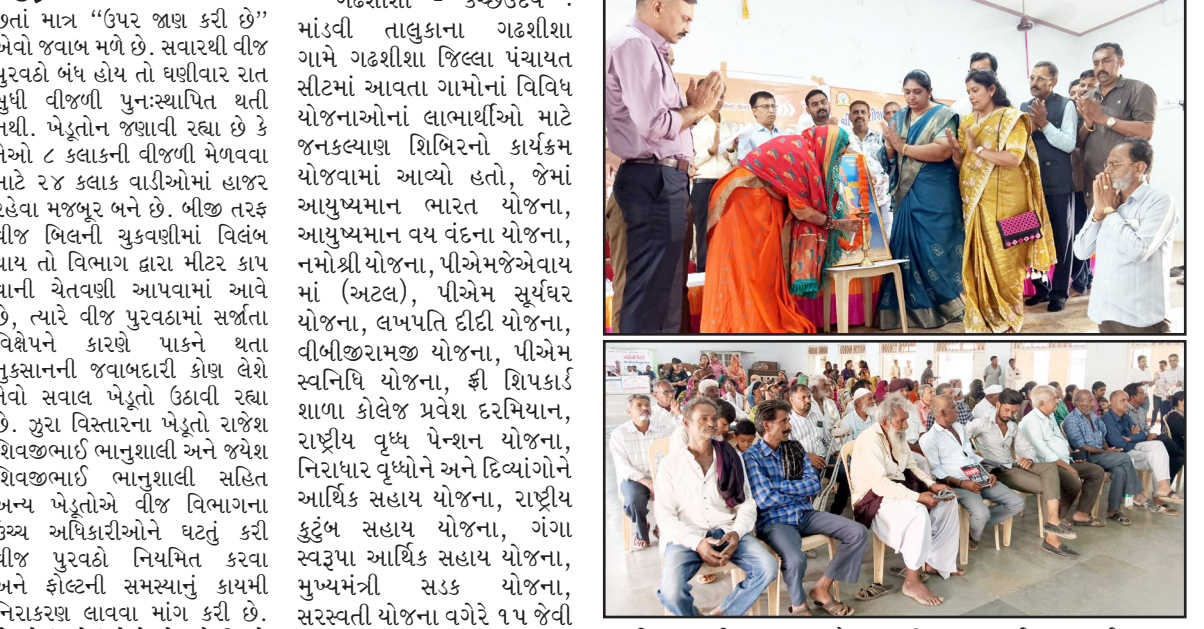 છતાં માત્ર “ઉપર જાણ કરી છે”
એવો જવાબ મળે છે. સવારથી વીજ
પુરવઠો બંધ હોય તો ઘણીવાર રાત
સુધી વીજળી પુનઃસ્થાપિત થતી
નથી. ખેડૂતોન જણાવી રહ્યા છે કે
તેઓ ૮ કલાકની વીજળી મેળવવા
માટે ૨૪ કલાક વાડીઓમાં હાજર
રહેવા મજબૂર બને છે. બીજી તરફ
વીજ બિલની ચુકવણીમાં વિલંબ
થાય તો વિભાગ દ્વારા મીટર કાપ
વાની ચેતવણી આપવામાં આવે
છે, ત્યારે વીજ પુરવઠામાં સર્જાતા
વિક્ષેપને કારણે પાકને થતા
નુકસાનની જવાબદારી કોણ લેશે
તેવો સવાલ ખેડૂતો ઉઠાવી રહ્યા
છે. ઝુરા વિસ્તારના ખેડૂતો રાજેશ
શિવજીભાઈ ભાનુશાલી અને જયેશ
શિવજીભાઈ ભાનુશાલી સહિત
અન્ય ખેડૂતોએ વીજ વિભાગના
ઉચ્ચ અધિકારીઓને ઘટતું કરી
વીજ પુરવઠો નિયમિત કરવા
અને ફોલ્ટની સમસ્યાનું કાયમી
નિરાકરણ લાવવા માંગ કરી છે.
ગઢશીશા - કચ્છઉદય :
માંડવી તાલુકાના ગઢશીશા
ગામે ગઢશીશા જિલ્લા પંચાયત
સીટમાં આવતા ગામોનાં વિવિધ
યોજનાઓનાં લાભાર્થીઓ માટે
જનકલ્યાણ શિબિરનો કાર્યક્રમ
યોજવામાં આવ્યો હતો, જેમાં
આયુષ્યમાન ભારત યોજના,
આયુષ્યમાન વય વંદના યોજના,
નમોશ્રી યોજના, પીએમજેએવાય
માં (અટલ), પીએમ સૂર્યઘર
યોજના, લખપતિ દીદી યોજના,
વીબીજીરામજી યોજના, પીએમ
સ્વનિધિ યોજના, ફ્રી શિપકાર્ડ
શાળા કોલેજ પ્રવેશ દરમિયાન,
રાષ્ટ્રીય વૃધ્ધ પેન્શન યોજના,
નિરાધાર વૃધ્ધોને અને દિવ્યાંગોને
આર્થિક સહાય યોજના, રાષ્ટ્રીય
કુટુંબ સહાય યોજના, ગંગા
સ્વરૂપા આર્થિક સહાય યોજના,
મુખ્યમંત્રી સડક યોજના,
સરસ્વતી યોજના વગેરે ૧૫ જેવી